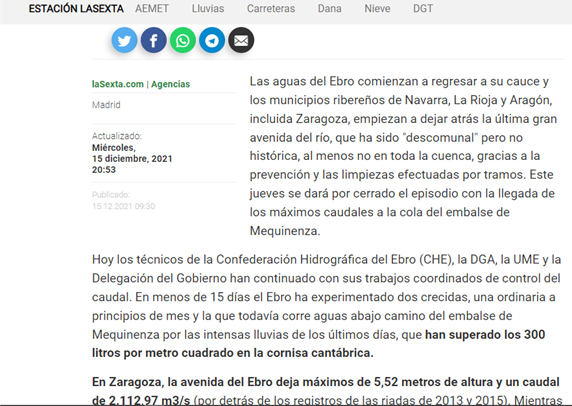 ESTACIÓN LASEXTA AEMET Lluvias Carreteras Dana Nieve DGT
laSexta.com | Agencias
Madrid
Actualizado:
Miércoles,
15 diciembre, 2021
20:53
Publicado:
15.12.2021 09:30
Las aguas del Ebro comienzan a regresar a su cauce y
los municipios ribereños de Navarra, La Rioja y Aragón,
incluida Zaragoza, empiezan a dejar atrás la última gran
avenida del río, que ha sido "descomunal" pero no
histórica, al menos no en toda la cuenca, gracias a la
prevención y las limpiezas efectuadas por tramos. Este
jueves se dará por cerrado el episodio con la llegada de
los máximos caudales a la cola del embalse de
Mequinenza.
Hoy los técnicos de la Confederación Hidrográfica del Ebro (CHE), la DGA, la UME y la
Delegación del Gobierno han continuado con sus trabajos coordinados de control del
caudal. En menos de 15 días el Ebro ha experimentado dos crecidas, una ordinaria a
principios de mes y la que todavía corre aguas abajo camino del embalse de
Mequinenza por las intensas lluvias de los últimos días, que han superado los 300
litros por metro cuadrado en la cornisa cantábrica.
En Zaragoza, la avenida del Ebro deja máximos de 5,52 metros de altura y un caudal
de 2.112,97 m3/s (por detrás de los registros de las riadas de 2013 y 2015). Mientras